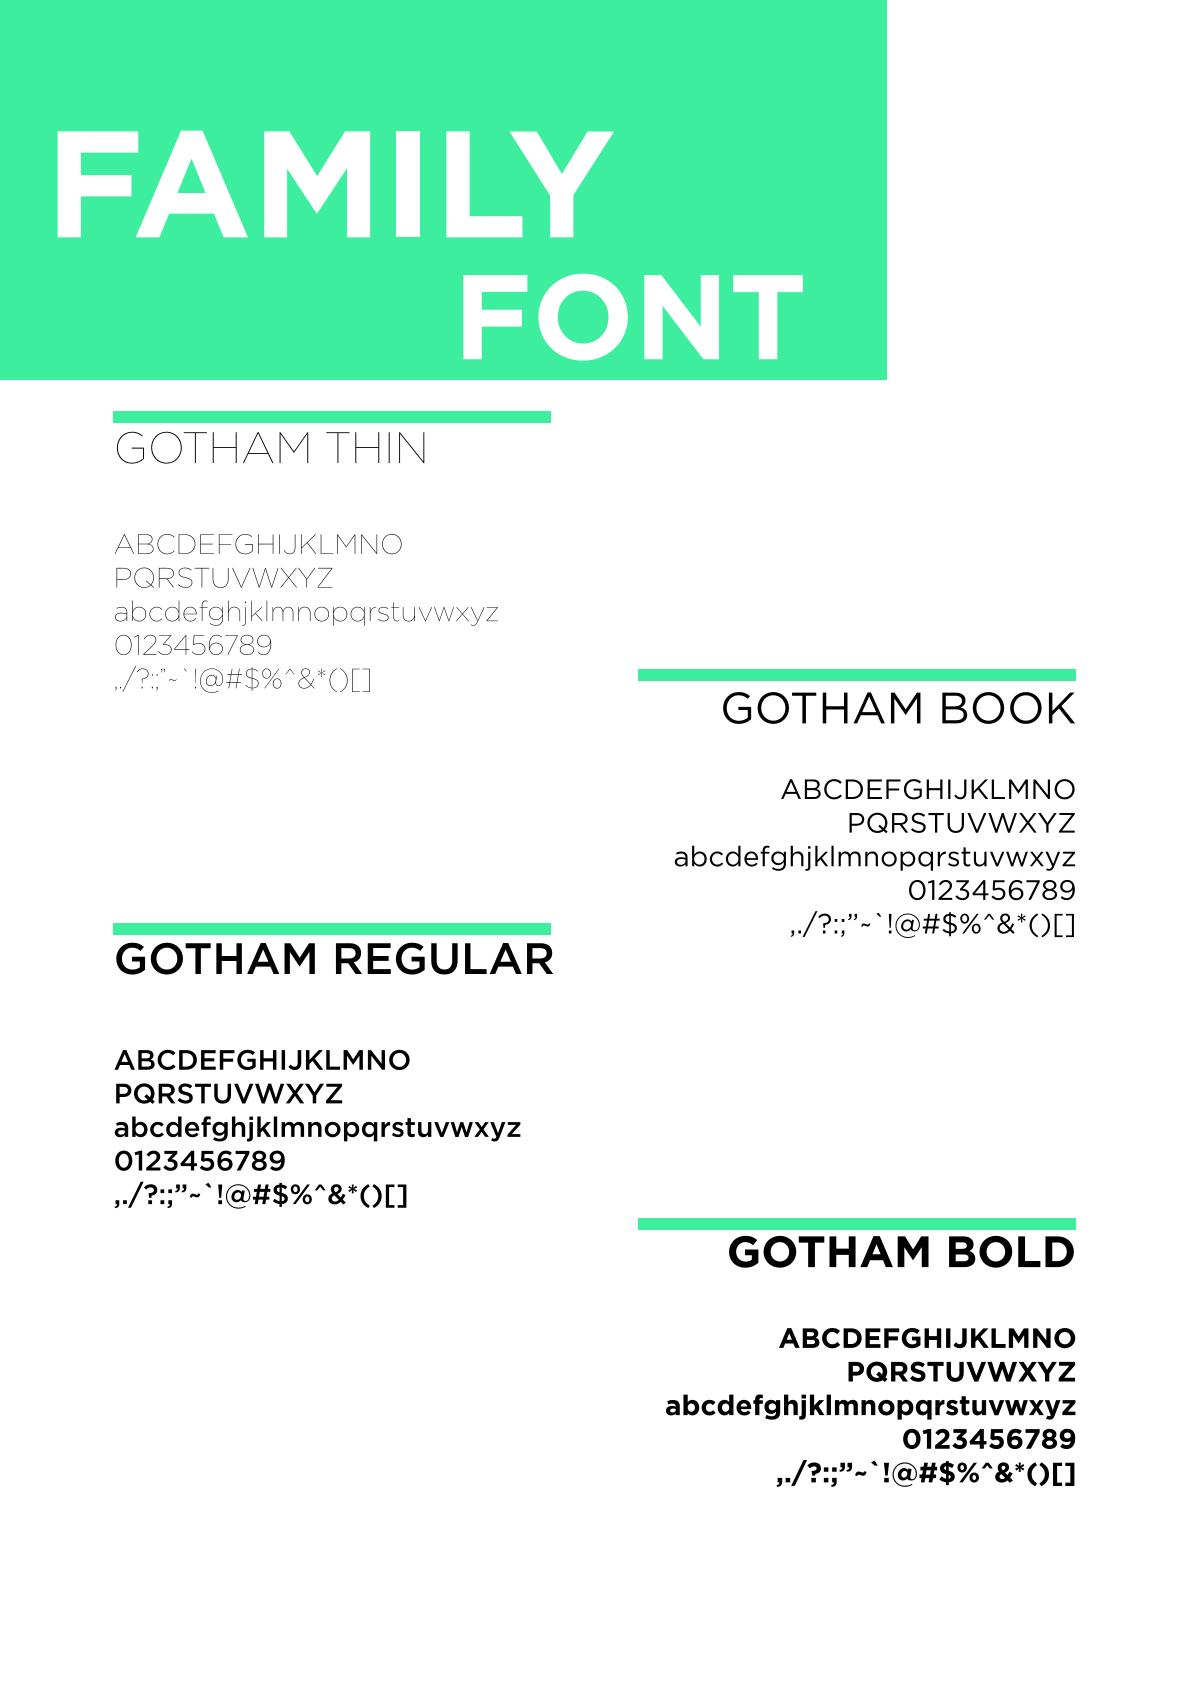 FAMILY
FONT
GOTHAM THIN
ABCDEFGHIJKLMNO
PQRSTUVWXYZ
abcdefghjklmnopqrstuvwxyz
0123456789
,./?:;”~`!@#$%^&*()[]
GOTHAM BOOK
ABCDEFGHIJKLMNO
PQRSTUVWXYZ
abcdefghjklmnopqrstuvwxyz
0123456789
,./?:;”~`!@#$%^&*()[]
GOTHAM REGULAR
ABCDEFGHIJKLMNO
PQRSTUVWXYZ
abcdefghjklmnopqrstuvwxyz
0123456789
,./?:;”~`!@#$%^&*()[]
GOTHAM BOLD
ABCDEFGHIJKLMNO
PQRSTUVWXYZ
abcdefghjklmnopqrstuvwxyz
0123456789
,./?:;”~`!@#$%^&*()[]